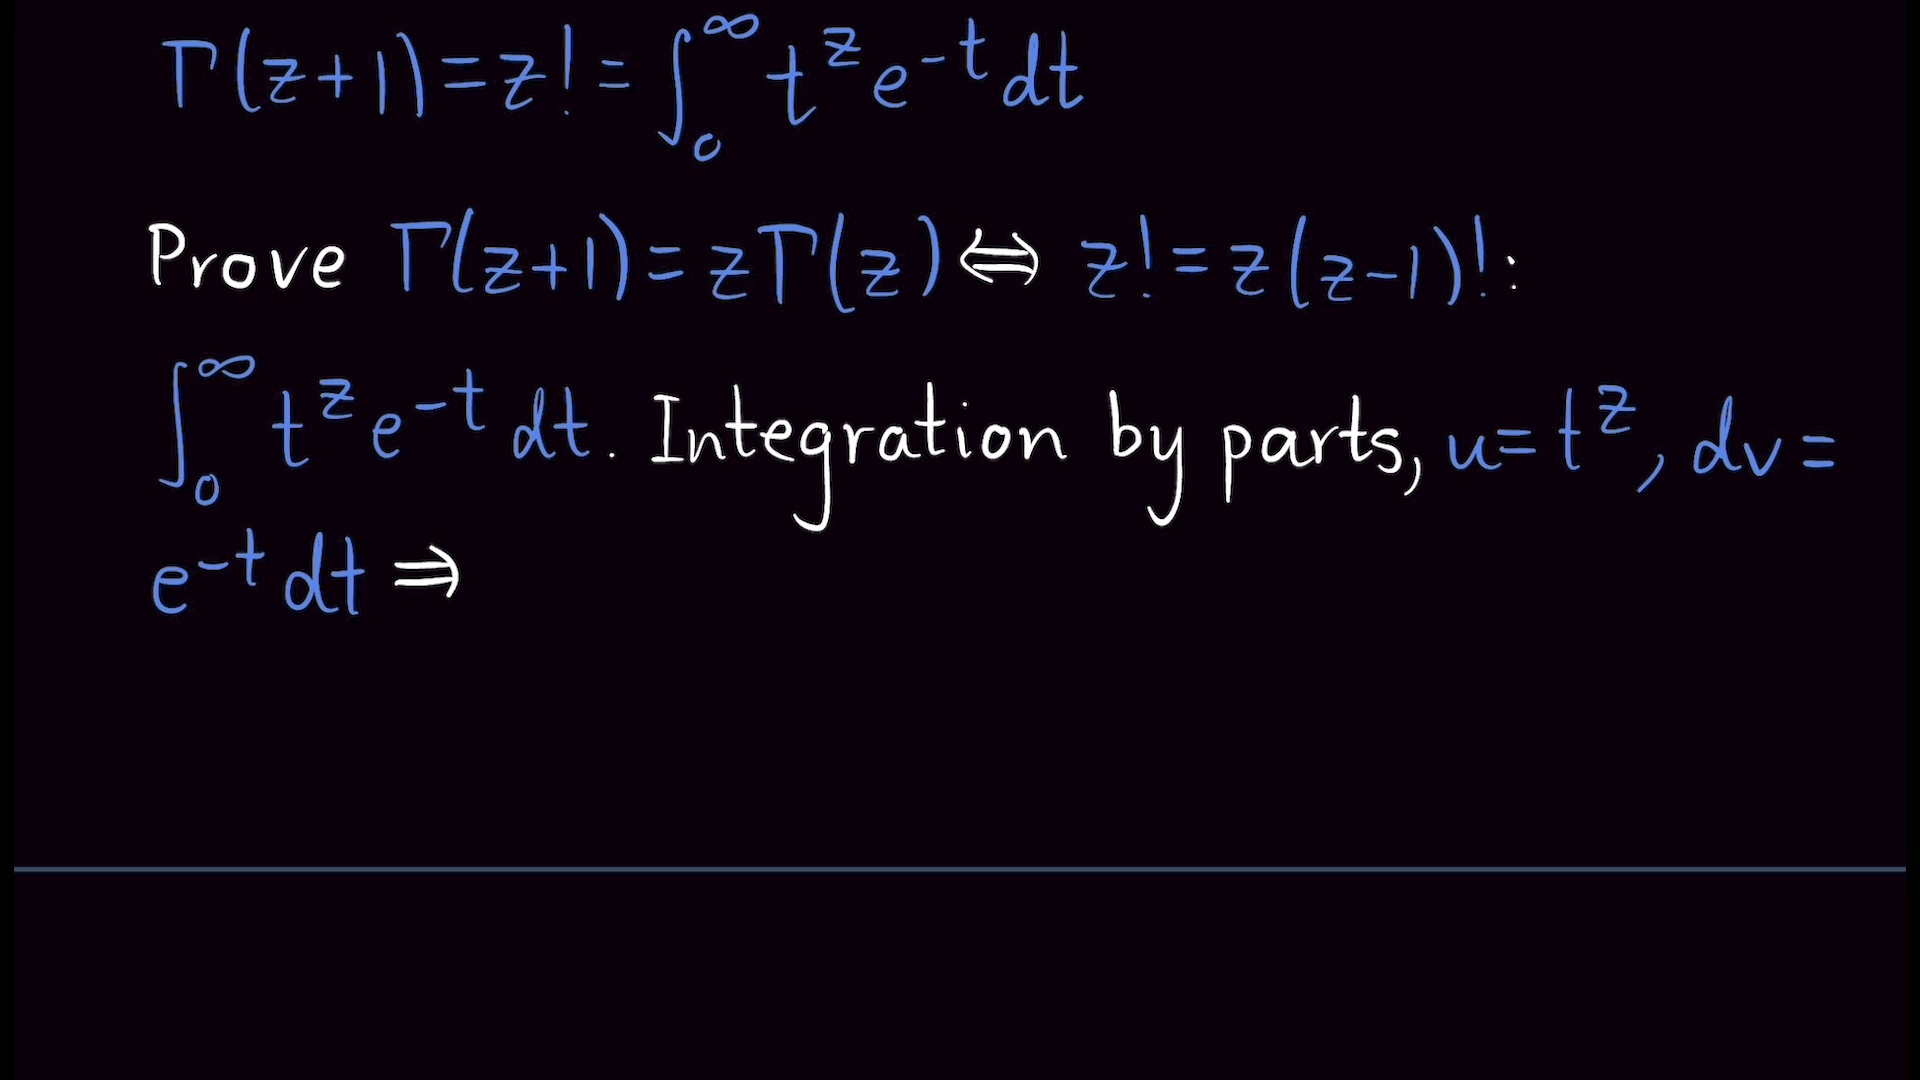 Γ(z+1)=z!=∫₀^∞ t^z e^-t dt
Prove Γ(z+1)=zΓ(z)⇔ z!=z(z-1)!:
∫₀^∞ t^z e^-t dt. Integration by parts, u=t^z, dv=
e^-t dt ⇒